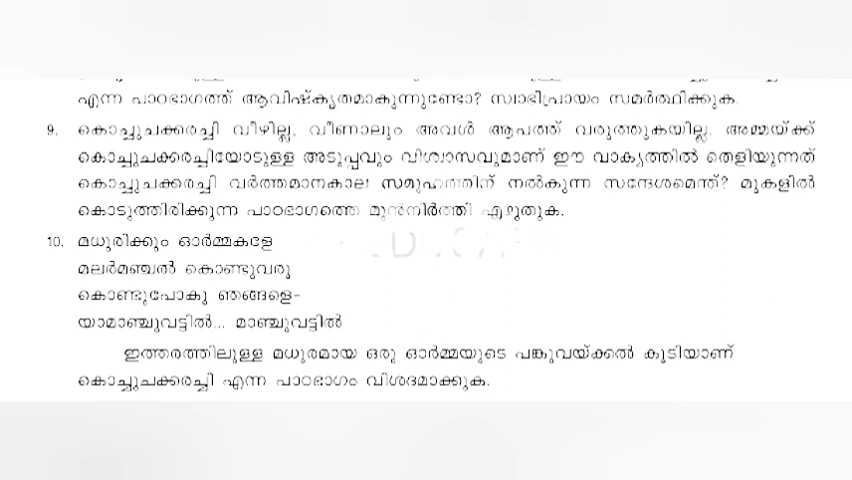 എന്ന പാഠഭാഗത്ത് ആവിഷ്കൃതമാകുന്നുണ്ടോ? സ്വാഭിപ്രായം സമർത്ഥിക്കുക.
9. കൊച്ചുചക്കരച്ചി വീഴില്ല, വീണാലും അവൾ ആപത്ത് വരുത്തുകയില്ല. അമ്മയ്ക്ക്
കൊച്ചുചക്കരച്ചിയോടുള്ള അടുപ്പവും വിശ്വാസവുമാണ് ഈ വാക്യത്തിൽ തെളിയുന്നത്
കൊച്ചുചക്കരച്ചി വർത്തമാനകാല സമൂഹത്തിന് നൽകുന്ന സന്ദേശമെന്ത്? മുകളിൽ
കൊടുത്തിരിക്കുന്ന പാഠഭാഗത്തെ മുൻനിർത്തി എഴുതുക.
10. മധുരിക്കും ഓർമ്മകളേ
മലർമഞ്ചൽ കൊണ്ടുവരൂ
കൊണ്ടുപോകൂ ഞങ്ങളെ-
യാമാഞ്ചുവട്ടിൽ... മാഞ്ചുവട്ടിൽ
ഇത്തരത്തിലുള്ള മധുരമായ ഒരു ഓർമ്മയുടെ പങ്കുവയ്ക്കൽ കൂടിയാണ്
കൊച്ചുചക്കരച്ചി എന്ന പാഠഭാഗം വിശദമാക്കുക.